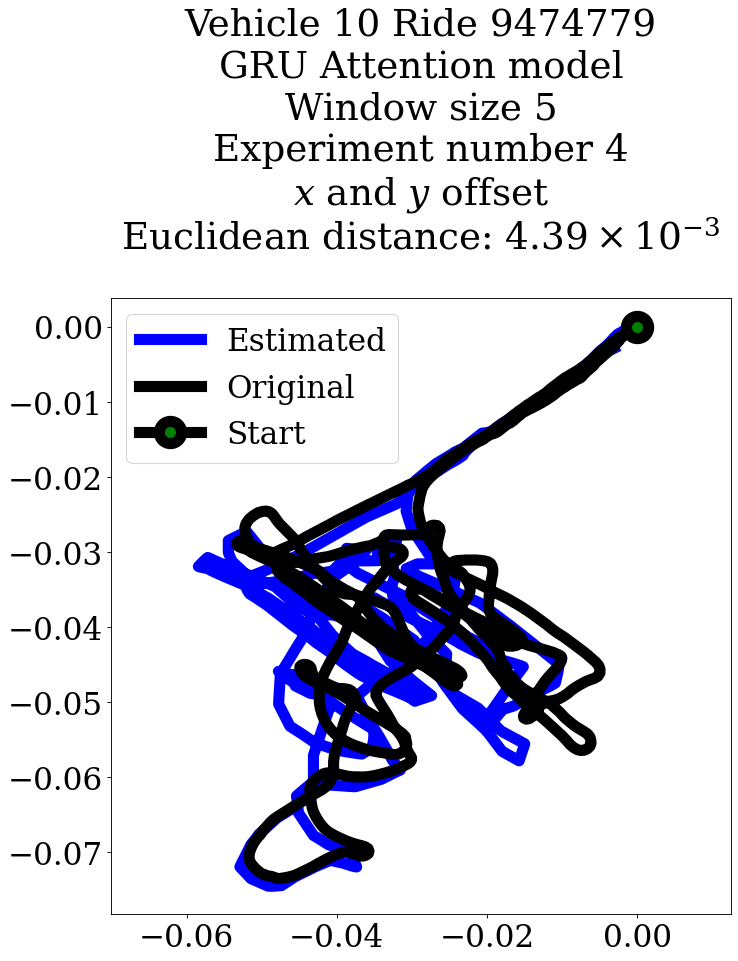 Vehicle 10 Ride 9474779
GRU Attention model
Window size 5
Experiment number 4
x and y offset
Euclidean distance: 4.39 × 10⁻³
Estimated
Original
Start
0.00
−0.01
−0.02
−0.03
−0.04
−0.05
−0.06
−0.07
−0.06 −0.04 −0.02 0.00